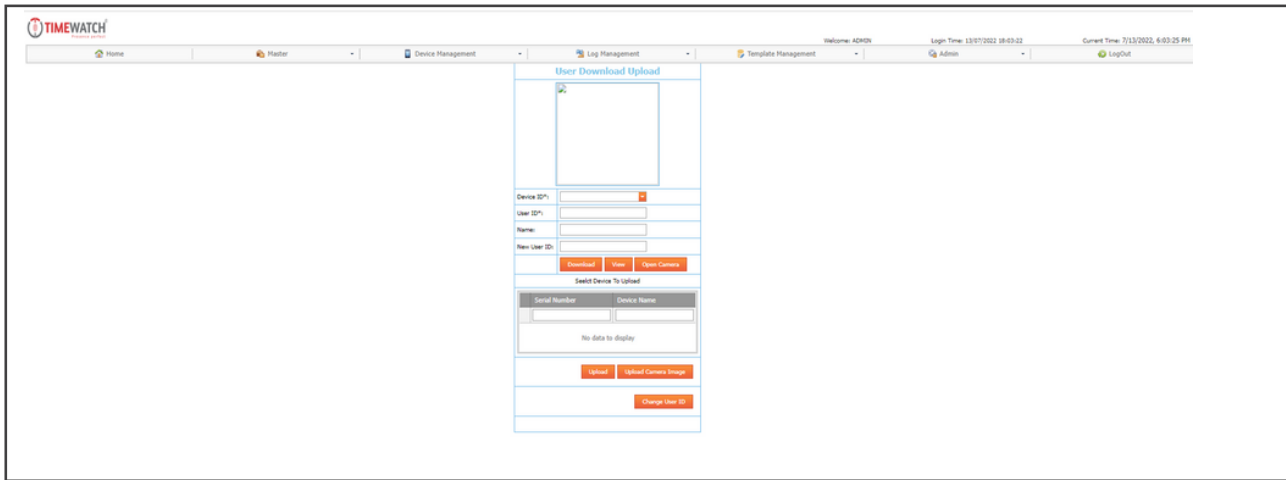 TIMEWATCH
Welcome: ADMIN Login Time: 13/07/2022 18:03:22 Current Time: 7/13/2022, 6:03:25 PM
Home Master Device Management Log Management Template Management Admin LogOut
User Download Upload
Device ID*:
User ID*:
Name:
New User ID:
Download View Open Camera
Seelct Device To Upload
Serial Number Device Name
No data to display
Upload Upload Camera Image
Change User ID